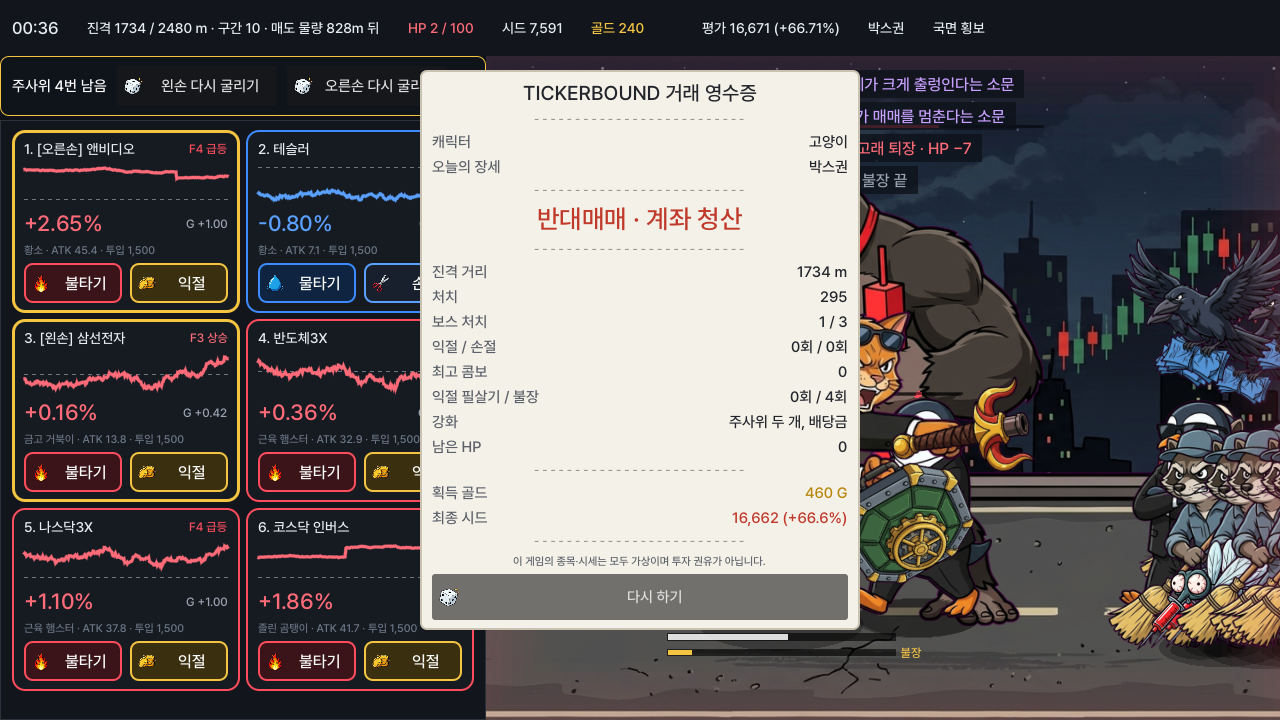 00:36 진격 1734 / 2480 m · 구간 10 · 매도 물량 828m 뒤 HP 2 / 100 시드 7,591 골드 240 평가 16,671 (+66.71%) 박스권 국면 횡보
주사위 4번 남음 왼손 다시 굴리기 오른손 다시 굴리
1. [오른손] 앤비디오 F4 급등
+2.65% G +1.00
황소 · ATK 45.4 · 투입 1,500
불타기 익절
2. 테슬러
-0.80%
황소 · ATK 7.1 · 투입 1,500
물타기
3. [왼손] 삼선전자 F3 상승
+0.16% G +0.42
금고 거북이 · ATK 13.8 · 투입 1,500
불타기 익절
4. 반도체3X
+0.36%
근육 햄스터 · ATK 32.9 · 투입 1,500
불타기
5. 나스닥3X F4 급등
+1.10% G +1.00
근육 햄스터 · ATK 37.8 · 투입 1,500
불타기 익절
6. 코스닥 인버스
+1.86%
졸린 곰탱이 · ATK 41.7 · 투입 1,500
불타기 익절
TICKERBOUND 거래 영수증
캐릭터 고양이
오늘의 장세 박스권
반대매매 · 계좌 청산
진격 거리 1734 m
처치 295
보스 처치 1 / 3
익절 / 손절 0회 / 0회
최고 콤보 0
익절 필살기 / 불장 0회 / 4회
강화 주사위 두 개, 배당금
남은 HP 0
획득 골드 460 G
최종 시드 16,662 (+66.6%)
이 게임의 종목·시세는 모두 가상이며 투자 권유가 아닙니다.
다시 하기
가 크게 출렁인다는 소문
가 매매를 멈춘다는 소문
고래 퇴장 · HP −7
불장 끝
불장